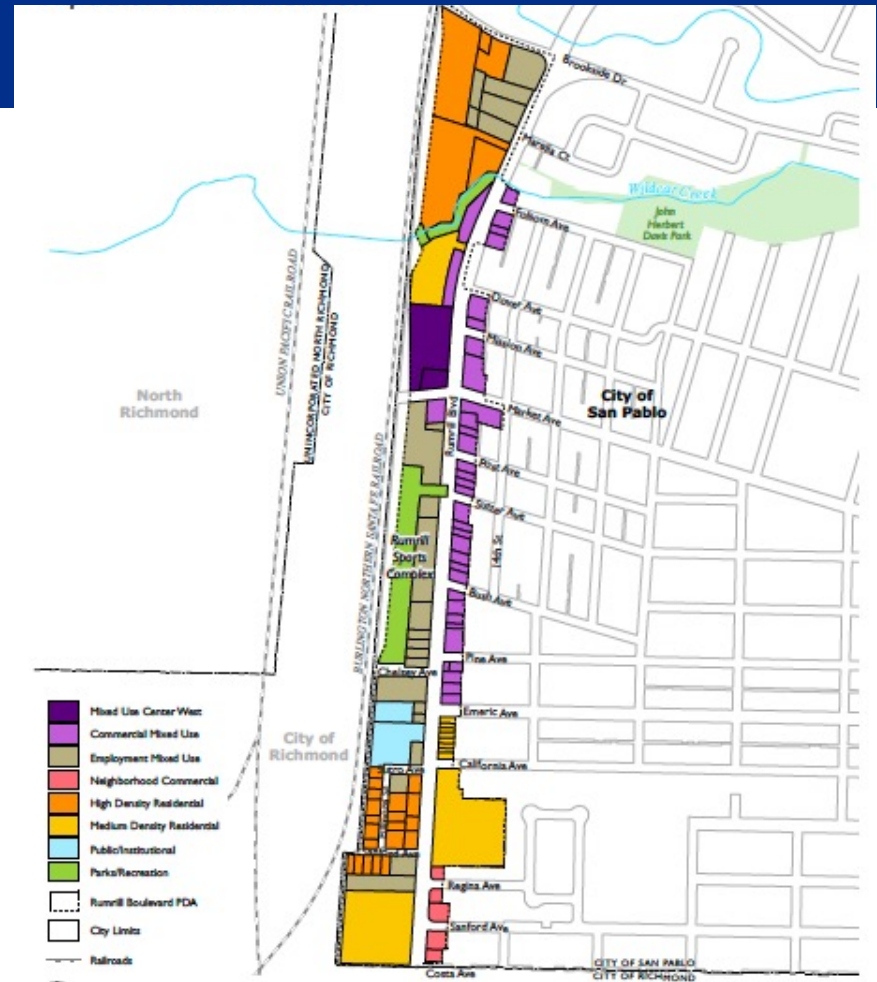 Brookside Dr
Marella Ct
Wildcat Creek
John
Herbert
Davis Park
Folsom Ave
Dover Ave
Mission Ave
UNION PACIFIC RAILROAD
UNINCORPORATED NORTH RICHMOND
CITY OF RICHMOND
North
Richmond
City of
San Pablo
Market Ave
Rumrill Blvd
Post Ave
Sutter Ave
14th St
BURLINGTON NORTHERN SANTA FE RAILROAD
Rumrill
Sports
Complex
Bush Ave
Pine Ave
Chelsey Ave
Emeric Ave
City of
Richmond
California Ave
Mixed Use Center West
Commercial Mixed Use
Employment Mixed Use
Neighborhood Commercial
High Density Residential
Medium Density Residential
Public/Institutional
Parks/Recreation
Rumrill Boulevard PDA
City Limits
Railroads
Regina Ave
Sanford Ave
Costa Ave
CITY OF SAN PABLO
CITY OF RICHMOND